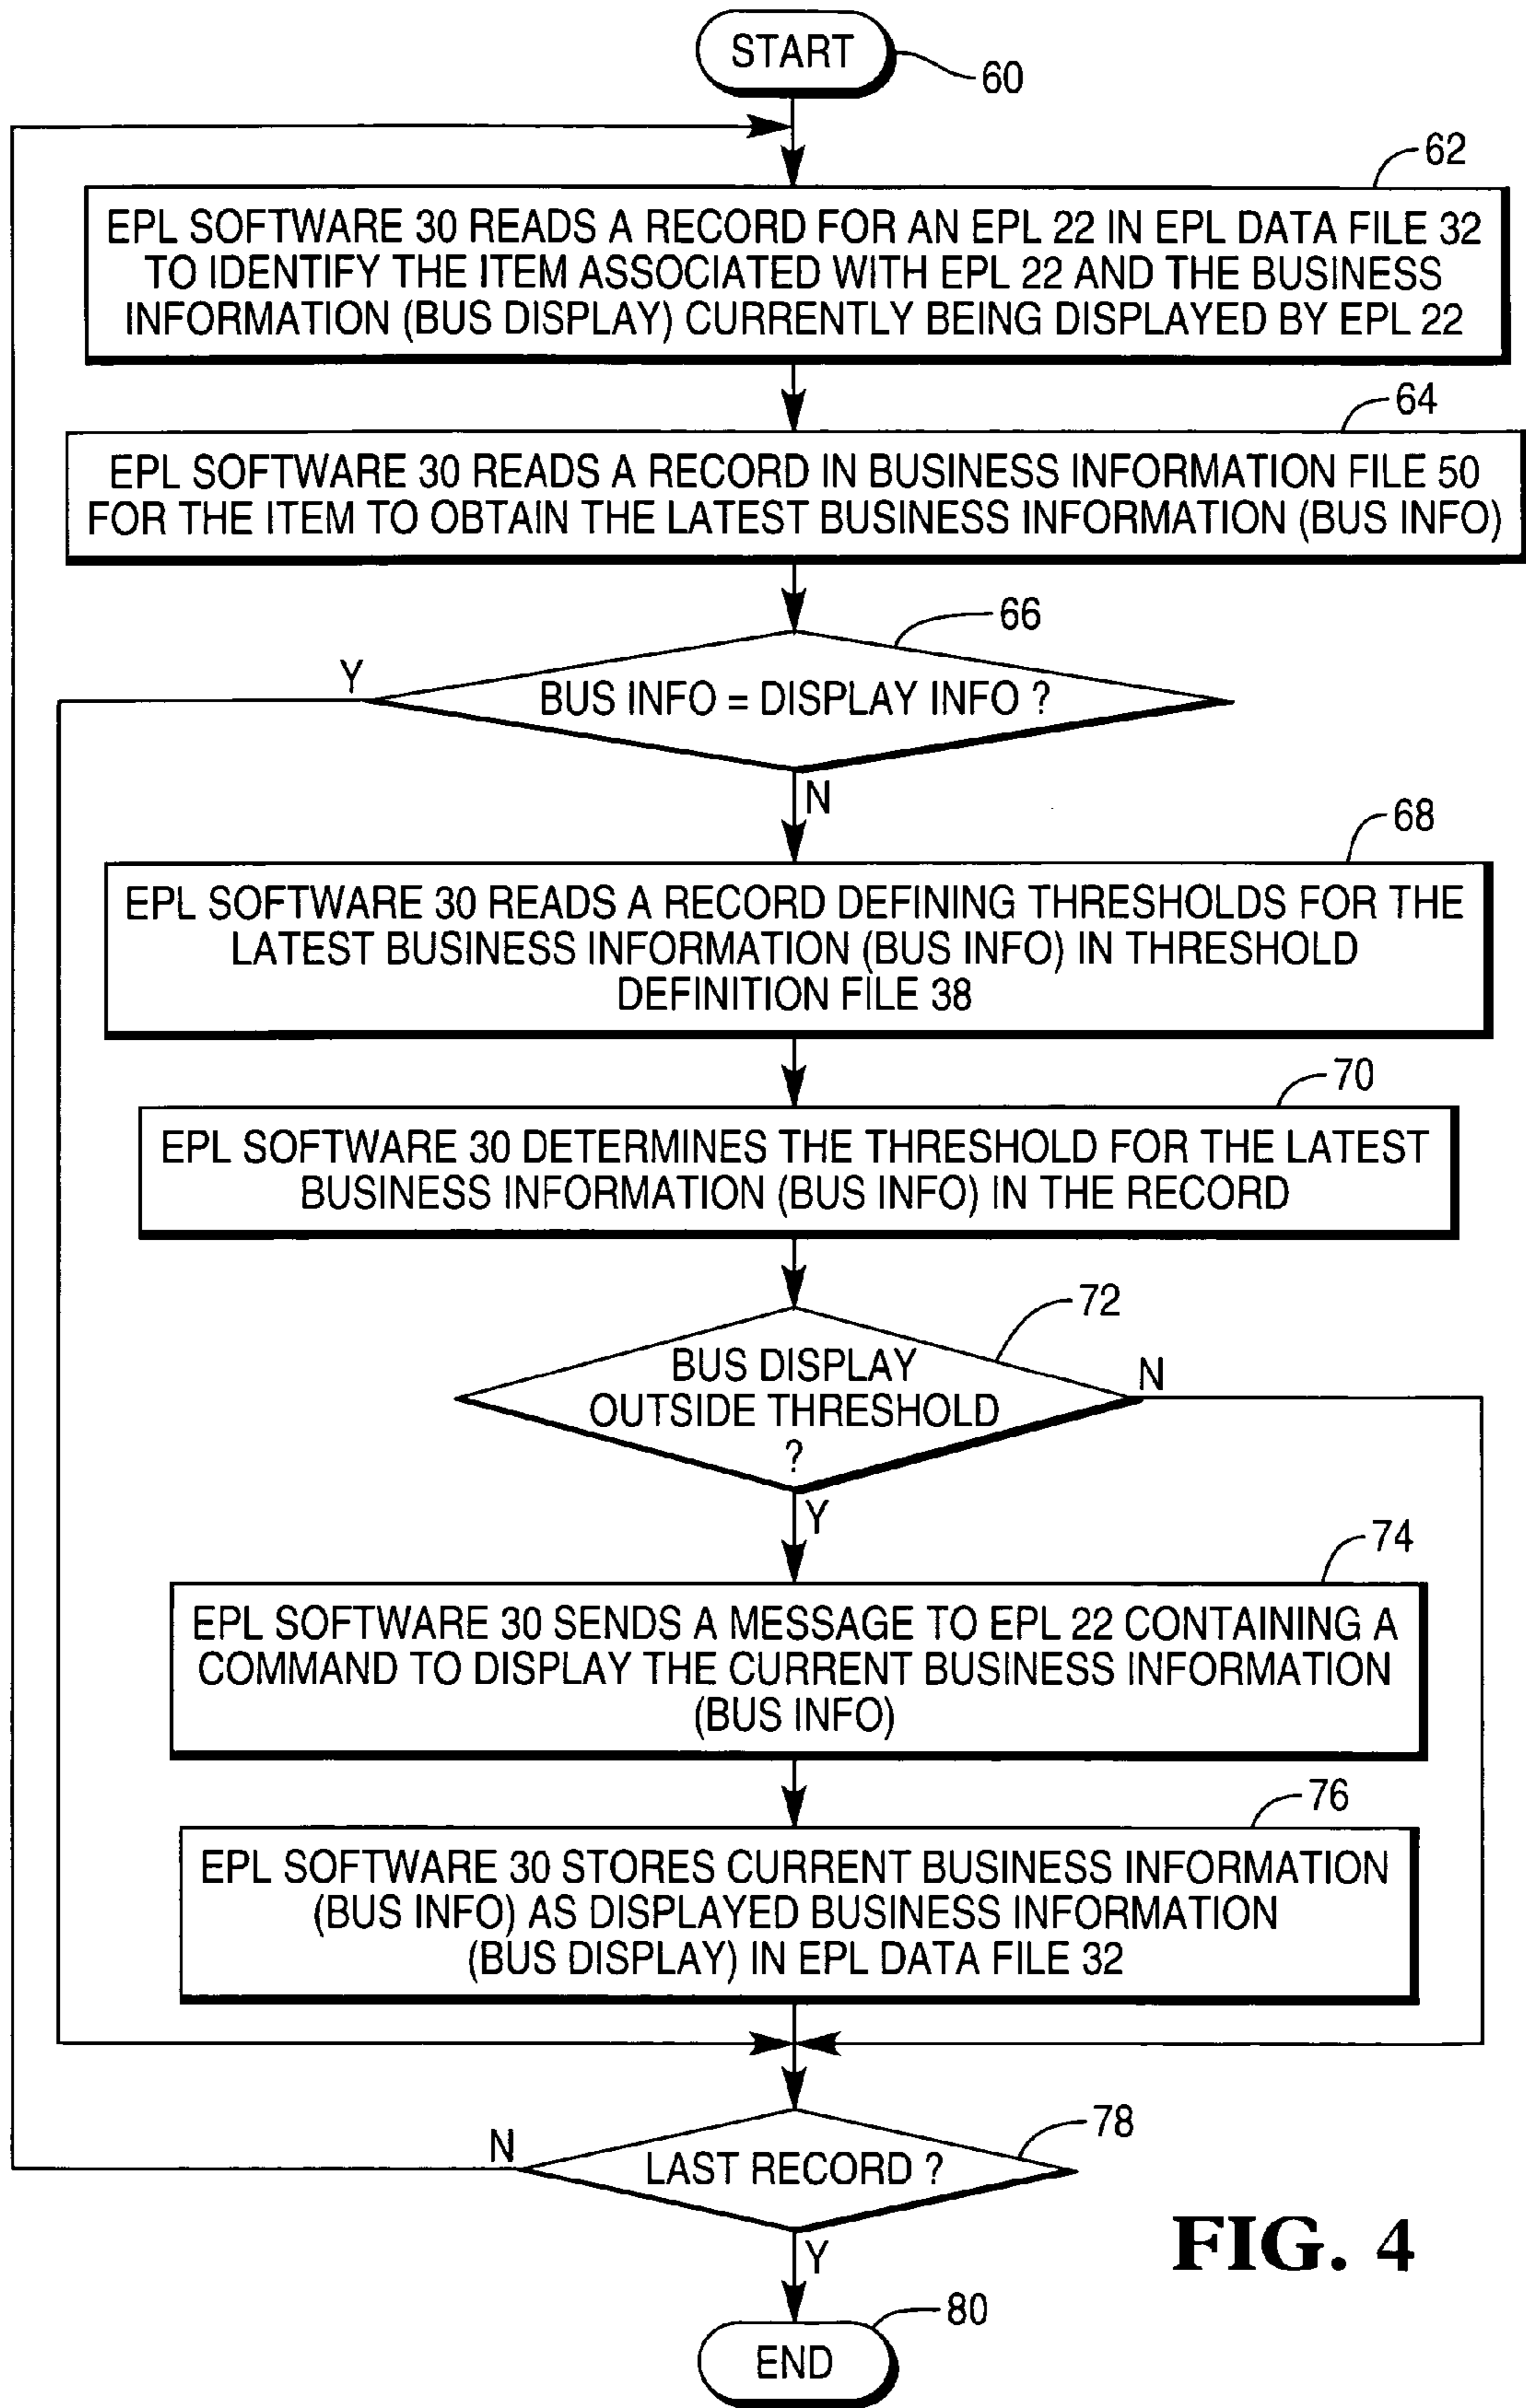 START
60
62
EPL SOFTWARE 30 READS A RECORD FOR AN EPL 22 IN EPL DATA FILE 32
TO IDENTIFY THE ITEM ASSOCIATED WITH EPL 22 AND THE BUSINESS
INFORMATION (BUS DISPLAY) CURRENTLY BEING DISPLAYED BY EPL 22
64
EPL SOFTWARE 30 READS A RECORD IN BUSINESS INFORMATION FILE 50
FOR THE ITEM TO OBTAIN THE LATEST BUSINESS INFORMATION (BUS INFO)
66
Y
BUS INFO = DISPLAY INFO ?
N
68
EPL SOFTWARE 30 READS A RECORD DEFINING THRESHOLDS FOR THE
LATEST BUSINESS INFORMATION (BUS INFO) IN THRESHOLD
DEFINITION FILE 38
70
EPL SOFTWARE 30 DETERMINES THE THRESHOLD FOR THE LATEST
BUSINESS INFORMATION (BUS INFO) IN THE RECORD
72
BUS DISPLAY
OUTSIDE THRESHOLD
?
N
Y
74
EPL SOFTWARE 30 SENDS A MESSAGE TO EPL 22 CONTAINING A
COMMAND TO DISPLAY THE CURRENT BUSINESS INFORMATION
(BUS INFO)
76
EPL SOFTWARE 30 STORES CURRENT BUSINESS INFORMATION
(BUS INFO) AS DISPLAYED BUSINESS INFORMATION
(BUS DISPLAY) IN EPL DATA FILE 32
78
N
LAST RECORD ?
Y
FIG. 4
80
END